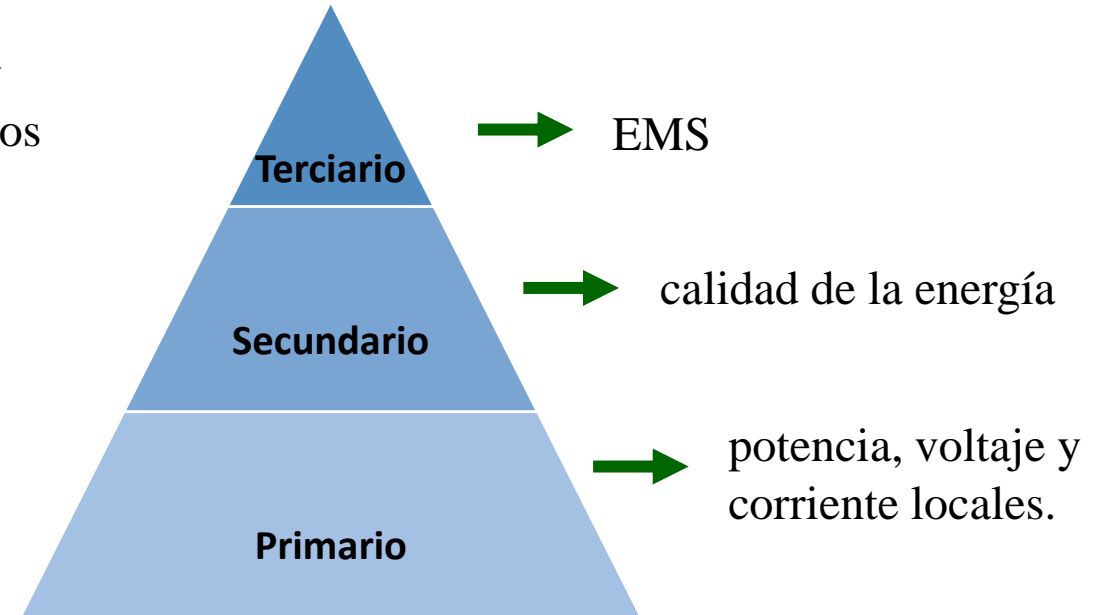 os
EMS
Terciario
calidad de la energía
Secundario
potencia, voltaje y
corriente locales.
Primario